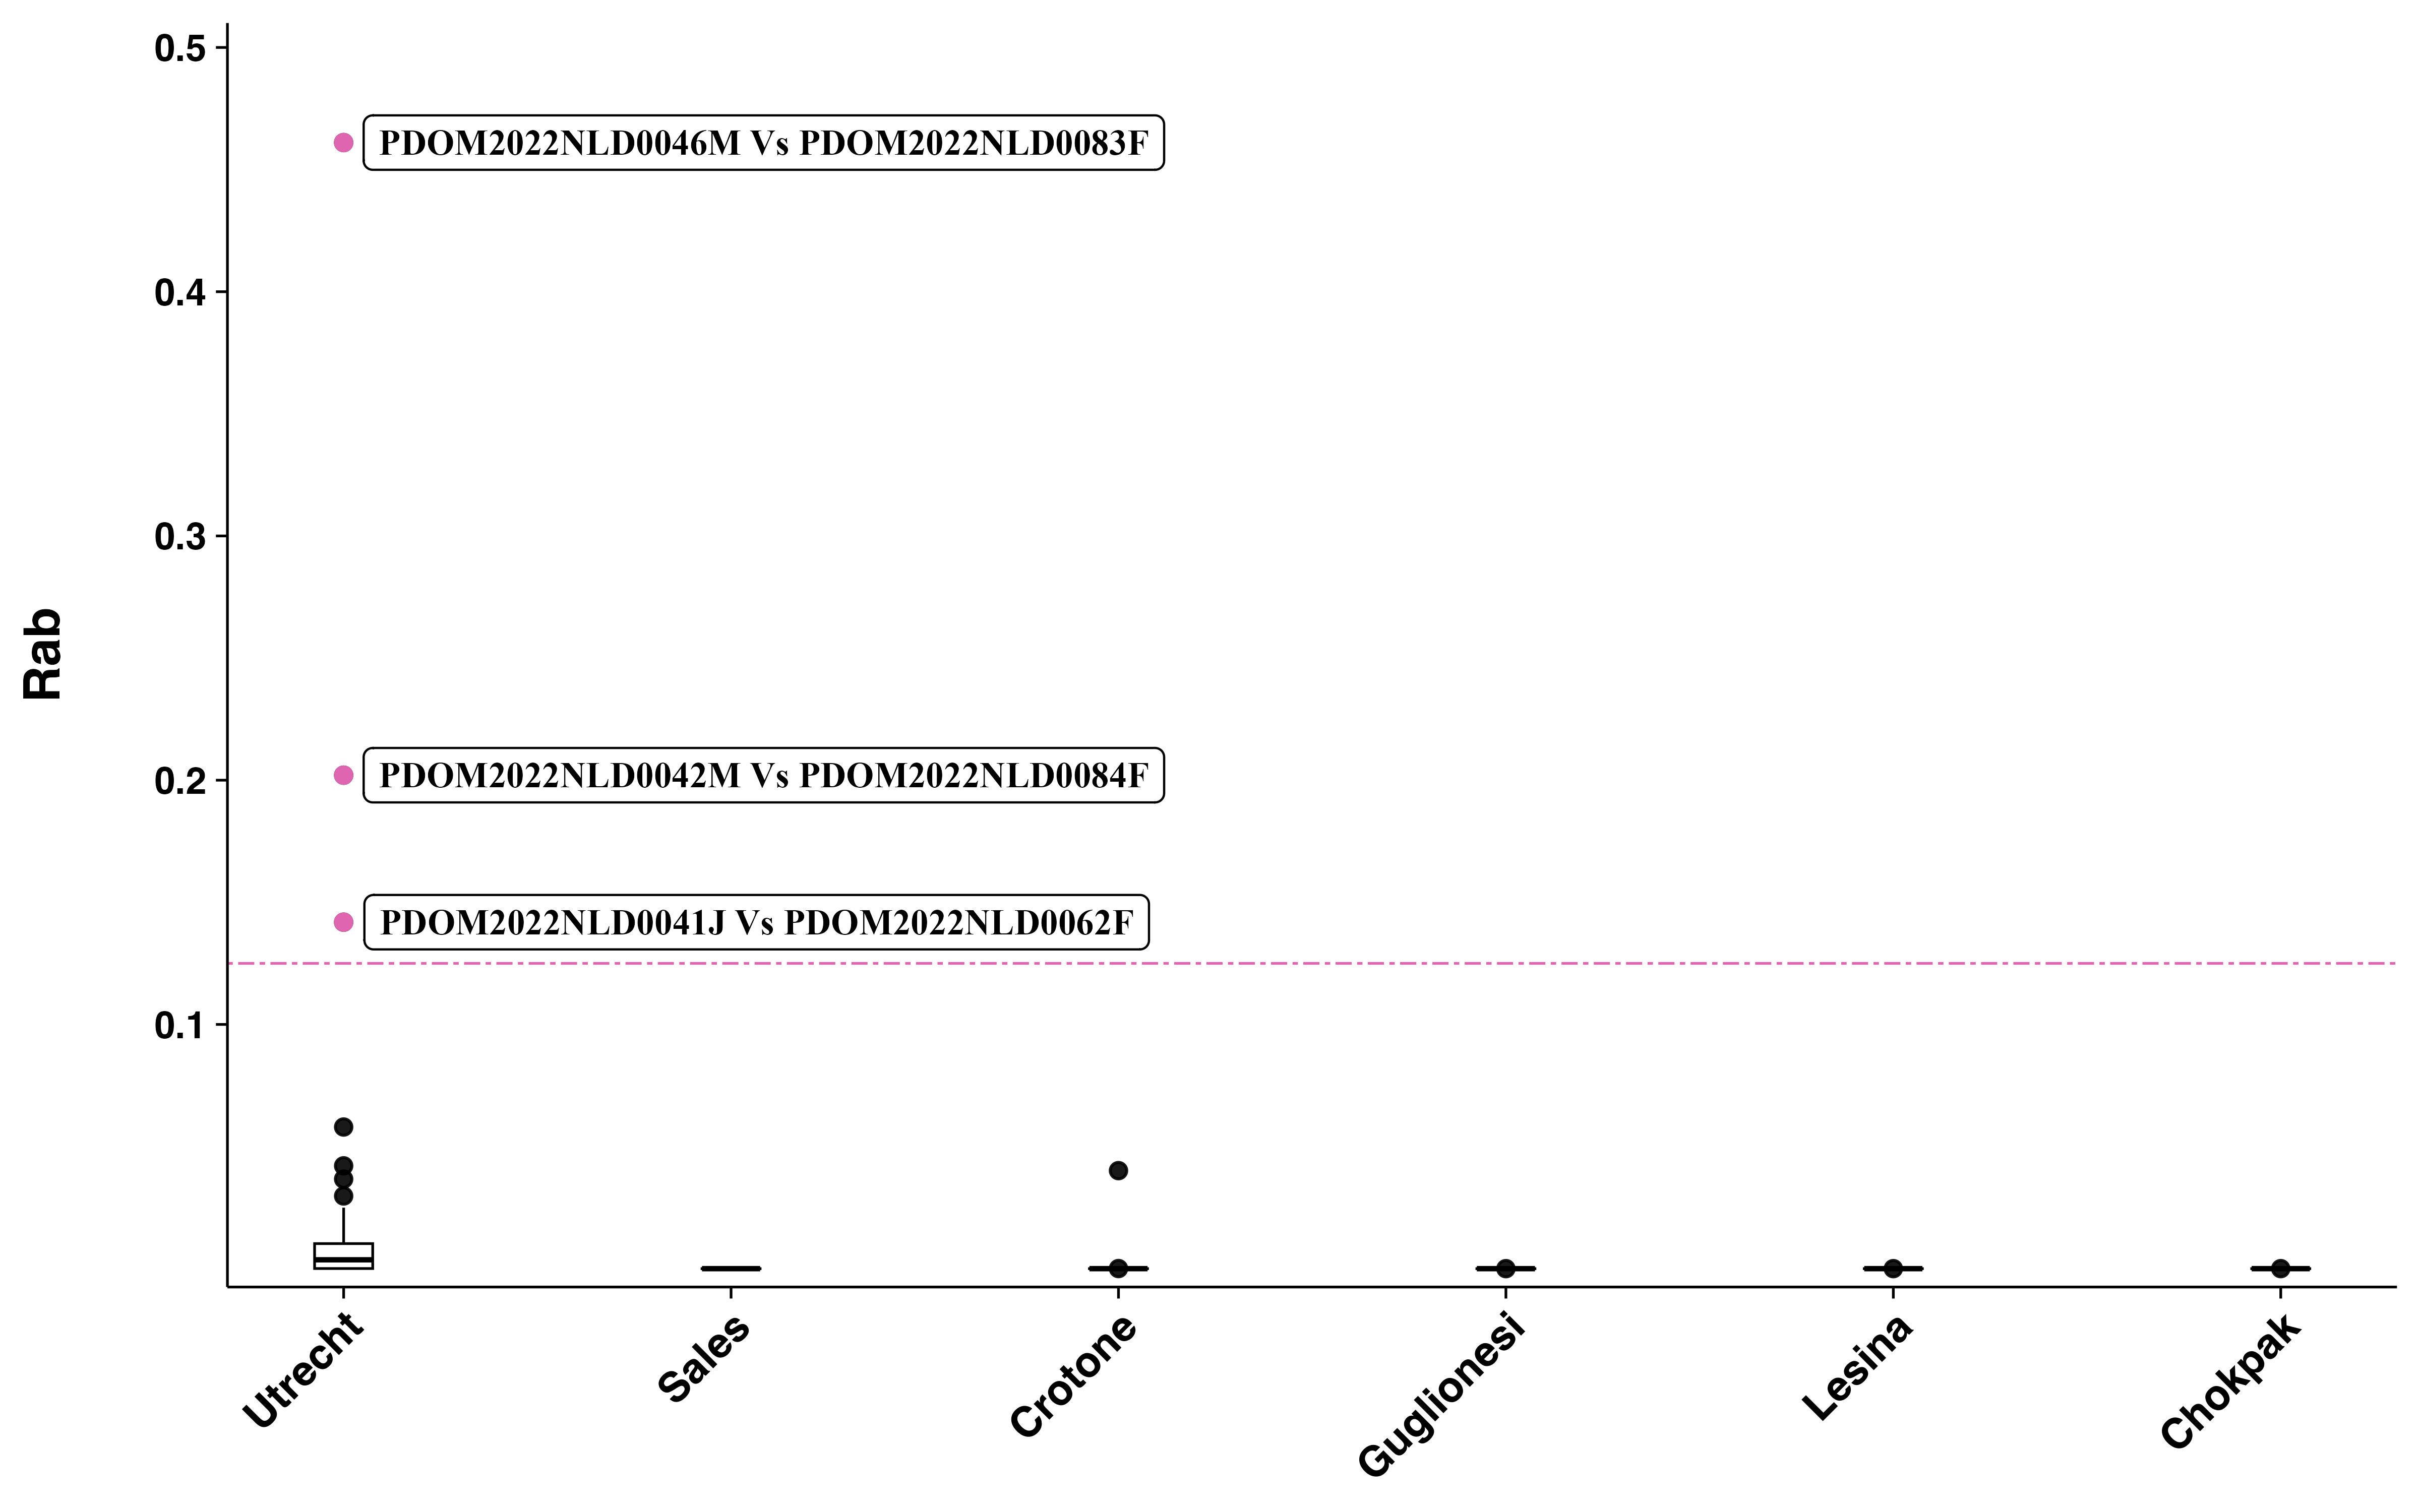 0.5
PDOM2022NLD0046M Vs PDOM2022NLD0083F
0.4
0.3
Rab
0.2
PDOM2022NLD0042M Vs PDOM2022NLD0084F
PDOM2022NLD0041J Vs PDOM2022NLD0062F
0.1
Utrecht
Sales
Crotone
Guglionesi
Lesina
Chokpak